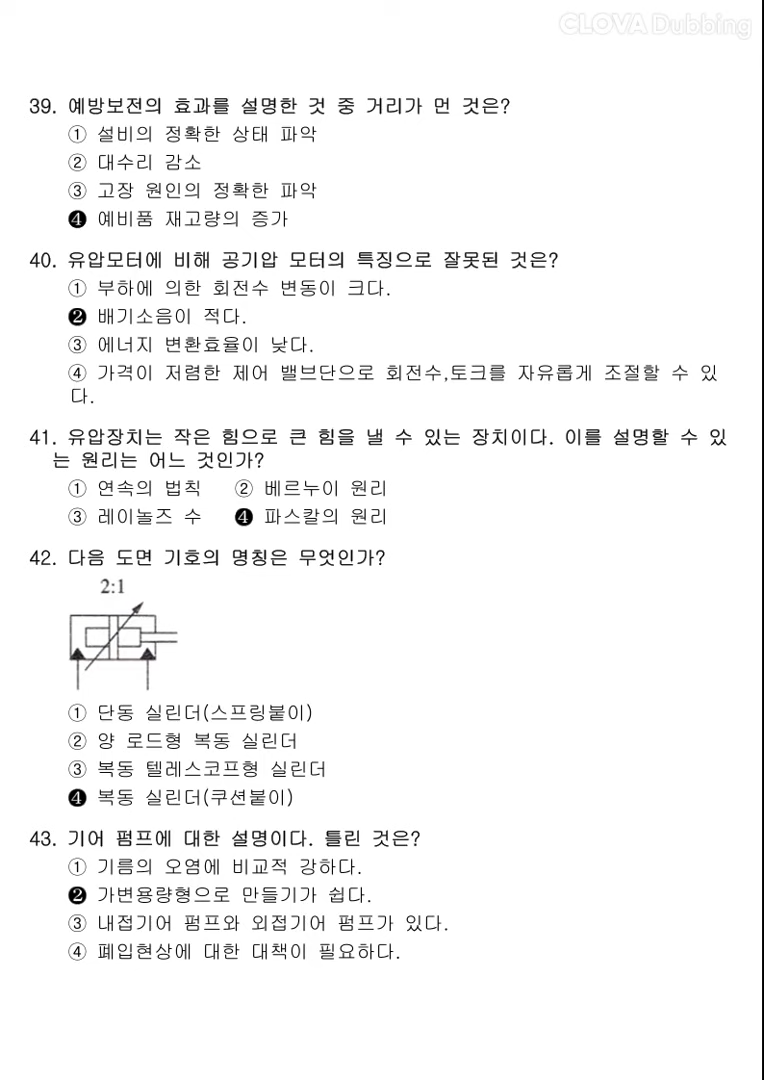 CLOVA Dubbing
39. 예방보전의 효과를 설명한 것 중 거리가 먼 것은?
① 설비의 정확한 상태 파악
② 대수리 감소
③ 고장 원인의 정확한 파악
❹ 예비품 재고량의 증가
40. 유압모터에 비해 공기압 모터의 특징으로 잘못된 것은?
① 부하에 의한 회전수 변동이 크다.
❷ 배기소음이 적다.
③ 에너지 변환효율이 낮다.
④ 가격이 저렴한 제어 밸브단으로 회전수,토크를 자유롭게 조절할 수 있
다.
41. 유압장치는 작은 힘으로 큰 힘을 낼 수 있는 장치이다. 이를 설명할 수 있
는 원리는 어느 것인가?
① 연속의 법칙 ② 베르누이 원리
③ 레이놀즈 수 ❹ 파스칼의 원리
42. 다음 도면 기호의 명칭은 무엇인가?
2:1
① 단동 실린더(스프링붙이)
② 양 로드형 복동 실린더
③ 복동 텔레스코프형 실린더
❹ 복동 실린더(쿠션붙이)
43. 기어 펌프에 대한 설명이다. 틀린 것은?
① 기름의 오염에 비교적 강하다.
❷ 가변용량형으로 만들기가 쉽다.
③ 내접기어 펌프와 외접기어 펌프가 있다.
④ 폐입현상에 대한 대책이 필요하다.